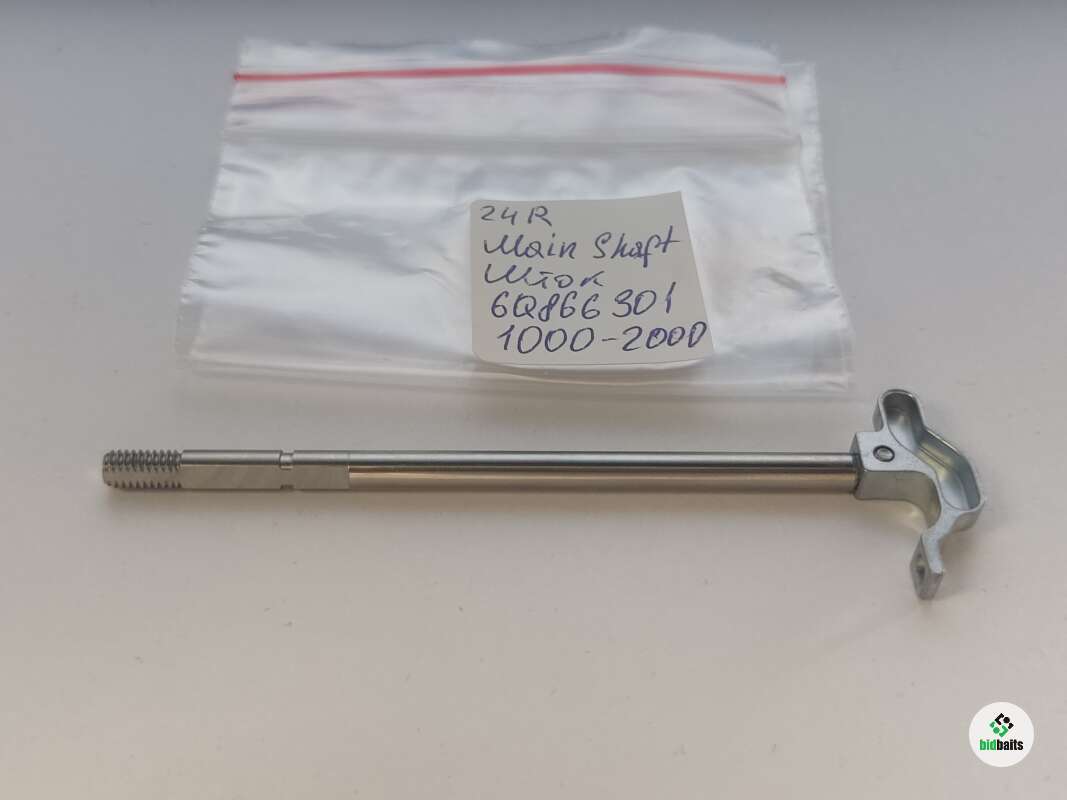 24R
Main Shaft
Шток
6Q866301
1000-2000
bidbaits